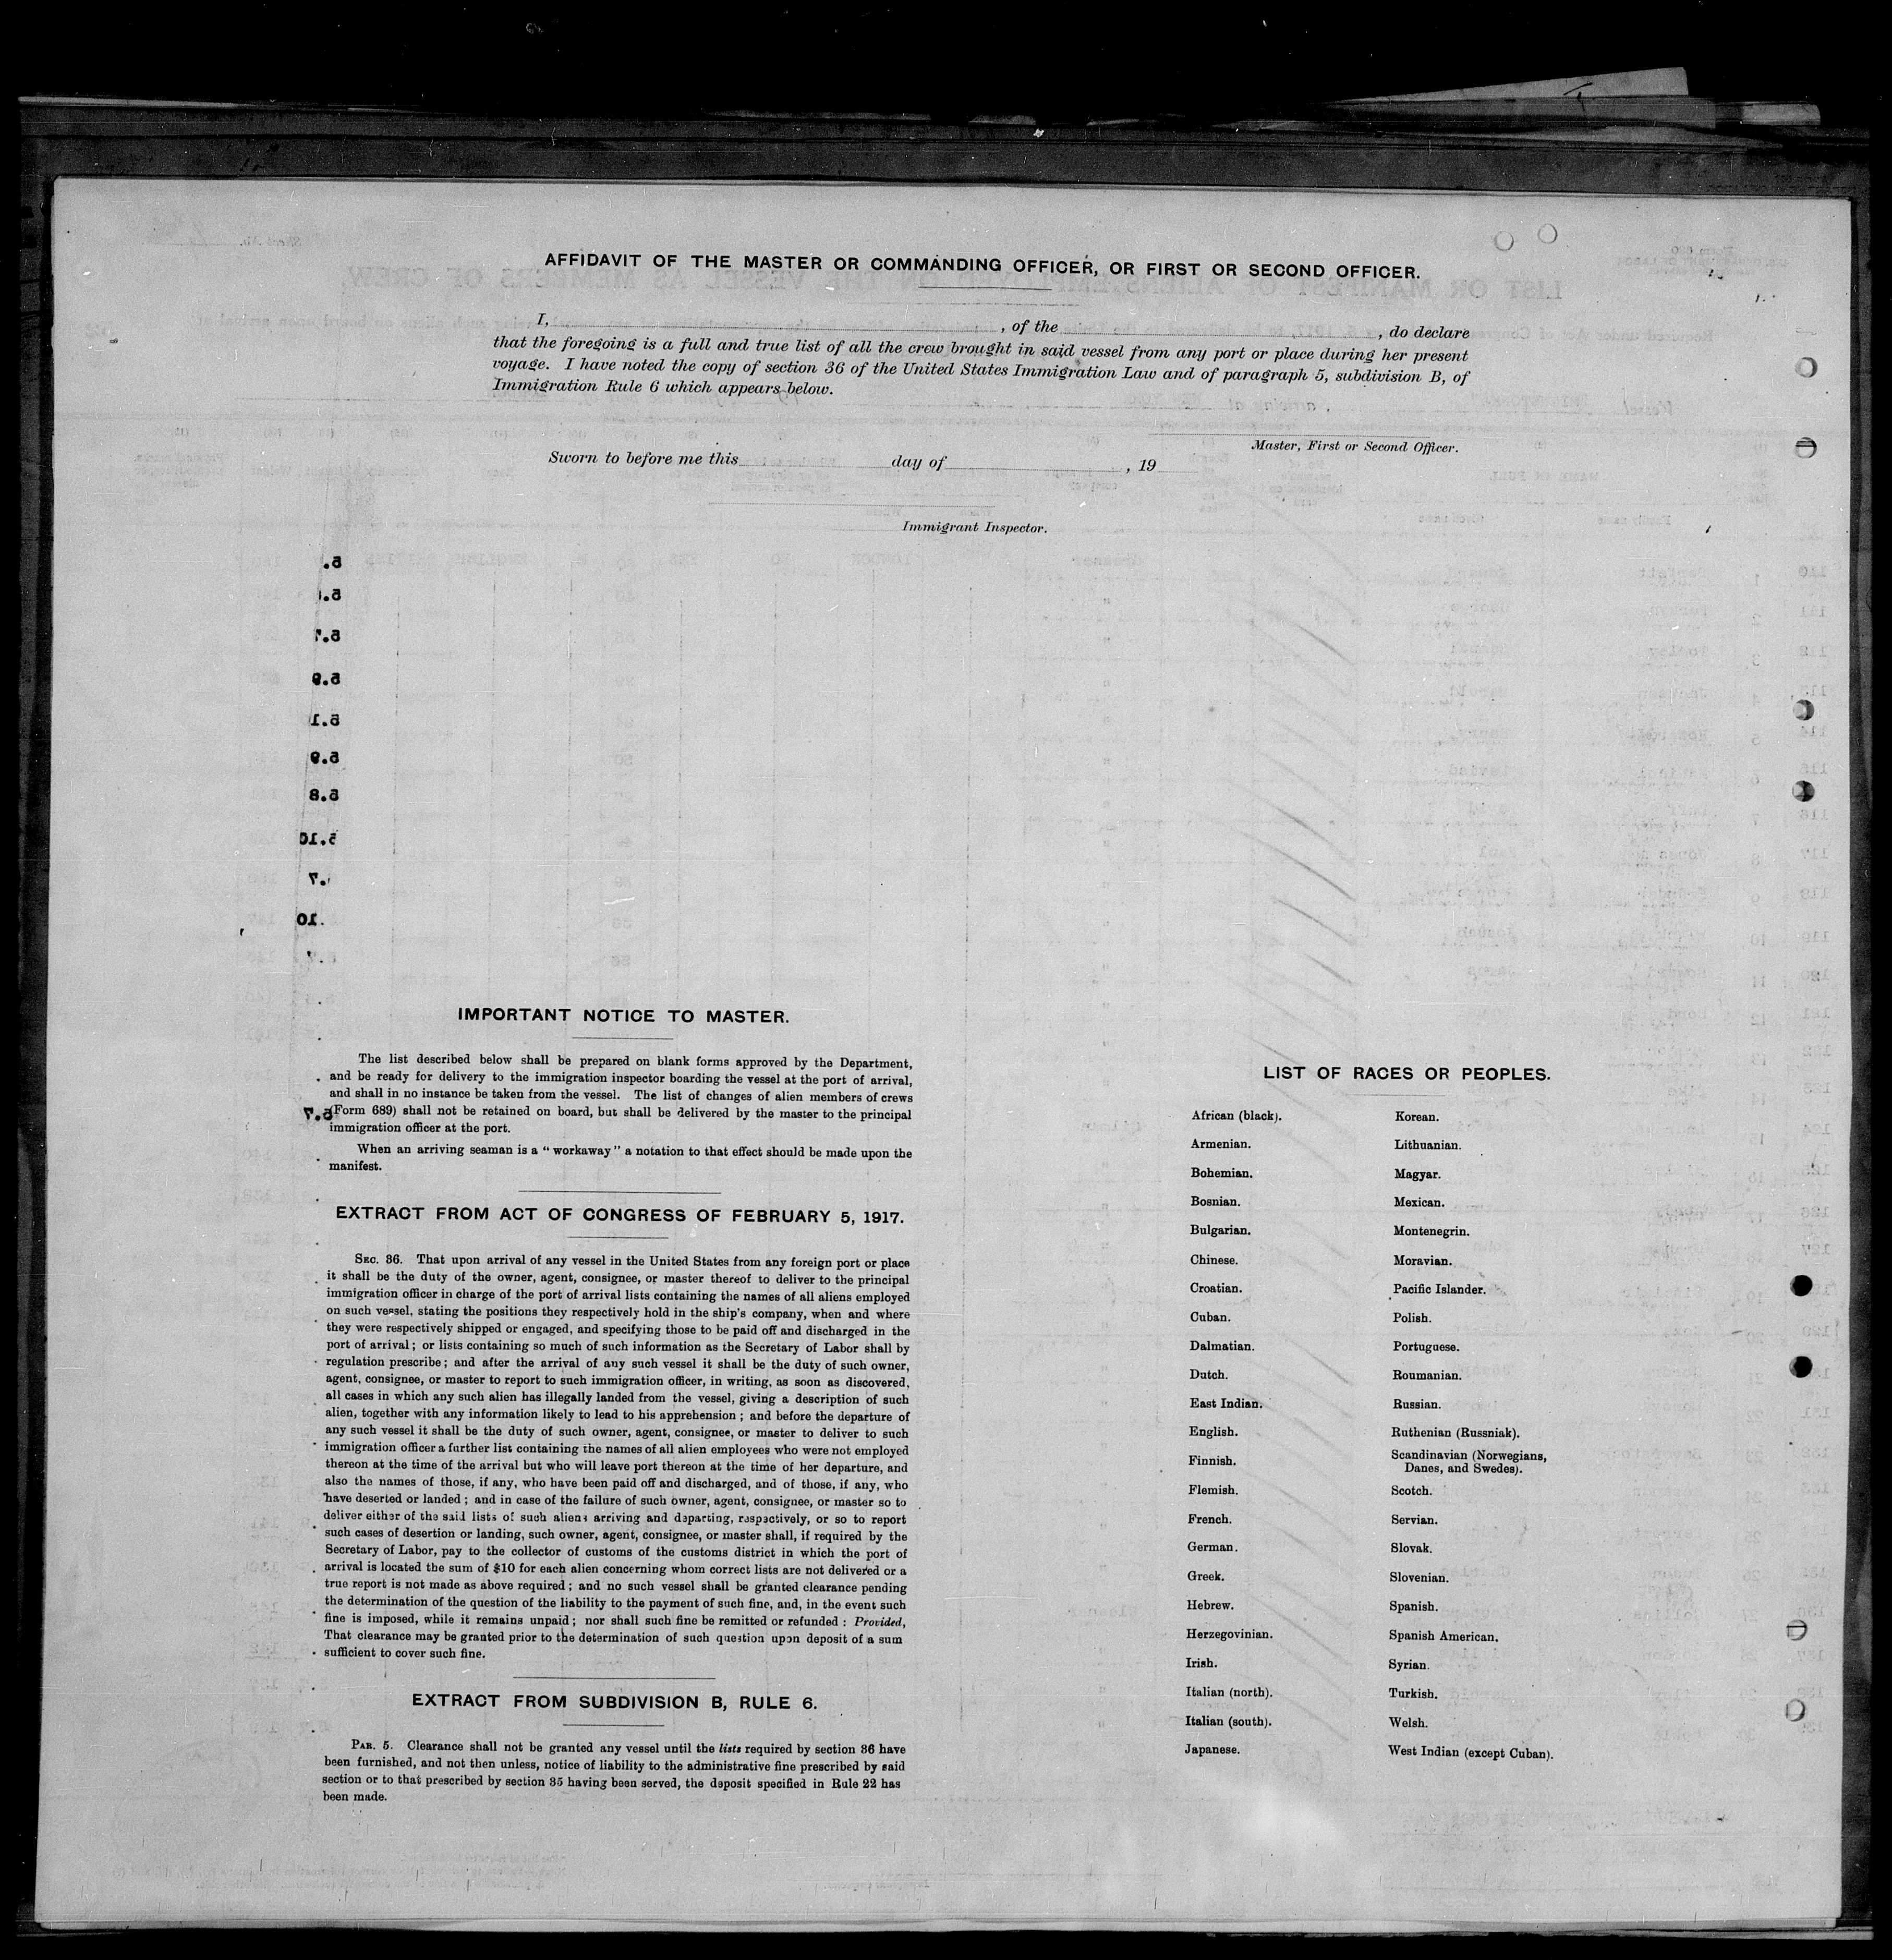 AFFIDAVIT OF THE MASTER OR COMMANDING OFFICER, OR FIRST OR SECOND OFFICER.
I, , of the , do declare
that the foregoing is a full and true list of all the crew brought in said vessel from any port or place during her present
voyage. I have noted the copy of section 36 of the United States Immigration Law and of paragraph 5, subdivision B, of
Immigration Rule 6 which appears below.
Master, First or Second Officer.
Sworn to before me this day of , 19
Immigrant Inspector.
IMPORTANT NOTICE TO MASTER.
The list described below shall be prepared on blank forms approved by the Department,
and be ready for delivery to the immigration inspector boarding the vessel at the port of arrival,
and shall in no instance be taken from the vessel. The list of changes of alien members of crews
(Form 689) shall not be retained on board, but shall be delivered by the master to the principal
immigration officer at the port.
When an arriving seaman is a "workaway" a notation to that effect should be made upon the
manifest.
EXTRACT FROM ACT OF CONGRESS OF FEBRUARY 5, 1917.
SEC. 36. That upon arrival of any vessel in the United States from any foreign port or place
it shall be the duty of the owner, agent, consignee, or master thereof to deliver to the principal
immigration officer in charge of the port of arrival lists containing the names of all aliens employed
on such vessel, stating the positions they respectively hold in the ship's company, when and where
they were respectively shipped or engaged, and specifying those to be paid off and discharged in the
port of arrival; or lists containing so much of such information as the Secretary of Labor shall by
regulation prescribe; and after the arrival of any such vessel it shall be the duty of such owner,
agent, consignee, or master to report to such immigration officer, in writing, as soon as discovered,
all cases in which any such alien has illegally landed from the vessel, giving a description of such
alien, together with any information likely to lead to his apprehension; and before the departure of
any such vessel it shall be the duty of such owner, agent, consignee, or master to deliver to such
immigration officer a further list containing the names of all alien employees who were not employed
thereon at the time of the arrival but who will leave port thereon at the time of her departure, and
also the names of those, if any, who have been paid off and discharged, and of those, if any, who
have deserted or landed; and in case of the failure of such owner, agent, consignee, or master so to
deliver either of the said lists of such aliens arriving and departing, respectively, or so to report
such cases of desertion or landing, such owner, agent, consignee, or master shall, if required by the
Secretary of Labor, pay to the collector of customs of the customs district in which the port of
arrival is located the sum of $10 for each alien concerning whom correct lists are not delivered or a
true report is not made as above required; and no such vessel shall be granted clearance pending
the determination of the question of the liability to the payment of such fine, and, in the event such
fine is imposed, while it remains unpaid; nor shall such fine be remitted or refunded: Provided,
That clearance may be granted prior to the determination of such question upon deposit of a sum
sufficient to cover such fine.
EXTRACT FROM SUBDIVISION B, RULE 6.
PAR. 5. Clearance shall not be granted any vessel until the lists required by section 36 have
been furnished, and not then unless, notice of liability to the administrative fine prescribed by said
section or to that prescribed by section 35 having been served, the deposit specified in Rule 22 has
been made.
LIST OF RACES OR PEOPLES.
African (black).
Armenian.
Bohemian.
Bosnian.
Bulgarian.
Chinese.
Croatian.
Cuban.
Dalmatian.
Dutch.
East Indian.
English.
Finnish.
Flemish.
French.
German.
Greek.
Hebrew.
Herzegovinian.
Irish.
Italian (north).
Italian (south).
Japanese.
Korean.
Lithuanian.
Magyar.
Mexican.
Montenegrin.
Moravian.
Pacific Islander.
Polish.
Portuguese.
Roumanian.
Russian.
Ruthenian (Russniak).
Scandinavian (Norwegians,
Danes, and Swedes).
Scotch.
Servian.
Slovak.
Slovenian.
Spanish.
Spanish American.
Syrian.
Turkish.
Welsh.
West Indian (except Cuban).